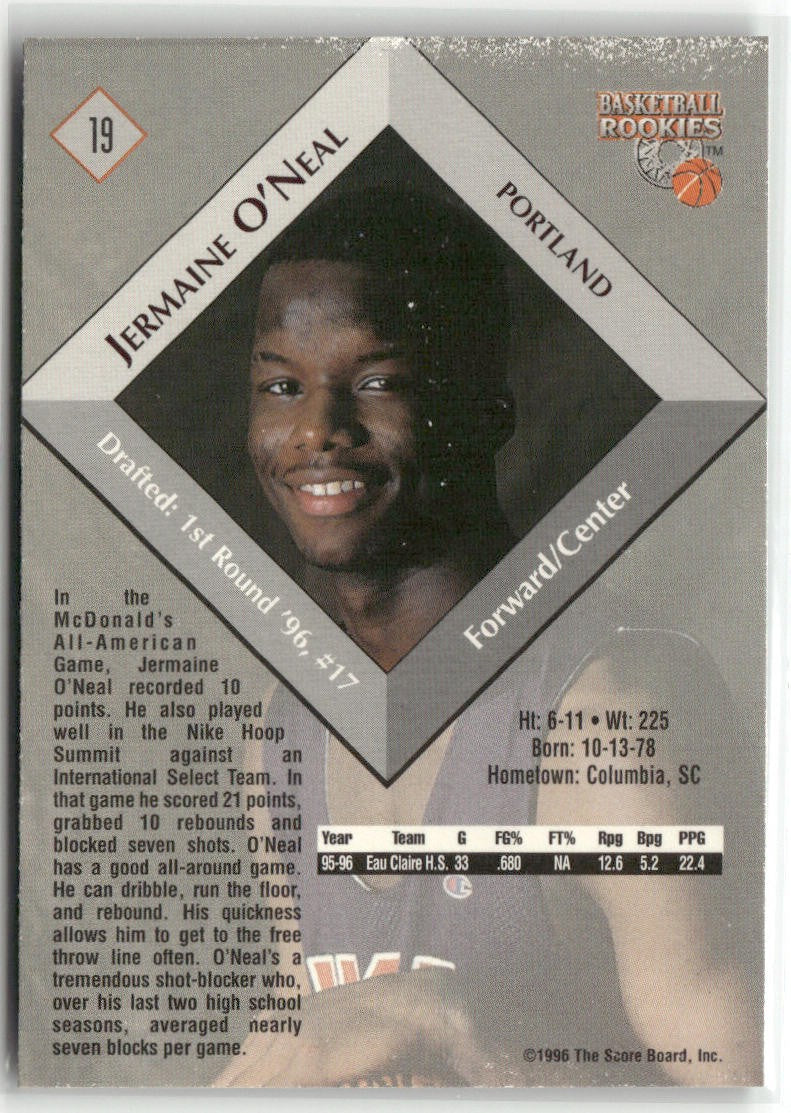 19
BASKETBALL
ROOKIES
TM
JERMAINE O'NEAL
PORTLAND
Drafted: 1st Round '96, #17
Forward/Center
In the
McDonald's
All-American
Game, Jermaine
O'Neal recorded 10
points. He also played
well in the Nike Hoop
Summit against an
International Select Team. In
that game he scored 21 points,
grabbed 10 rebounds and
blocked seven shots. O'Neal
has a good all-around game.
He can dribble, run the floor,
and rebound. His quickness
allows him to get to the free
throw line often. O'Neal's a
tremendous shot-blocker who,
over his last two high school
seasons, averaged nearly
seven blocks per game.
Ht: 6-11 • Wt: 225
Born: 10-13-78
Hometown: Columbia, SC
Year Team G FG% FT% Rpg Bpg PPG
95-96 Eau Claire H.S. 33 .680 NA 12.6 5.2 22.4
©1996 The Score Board, Inc.